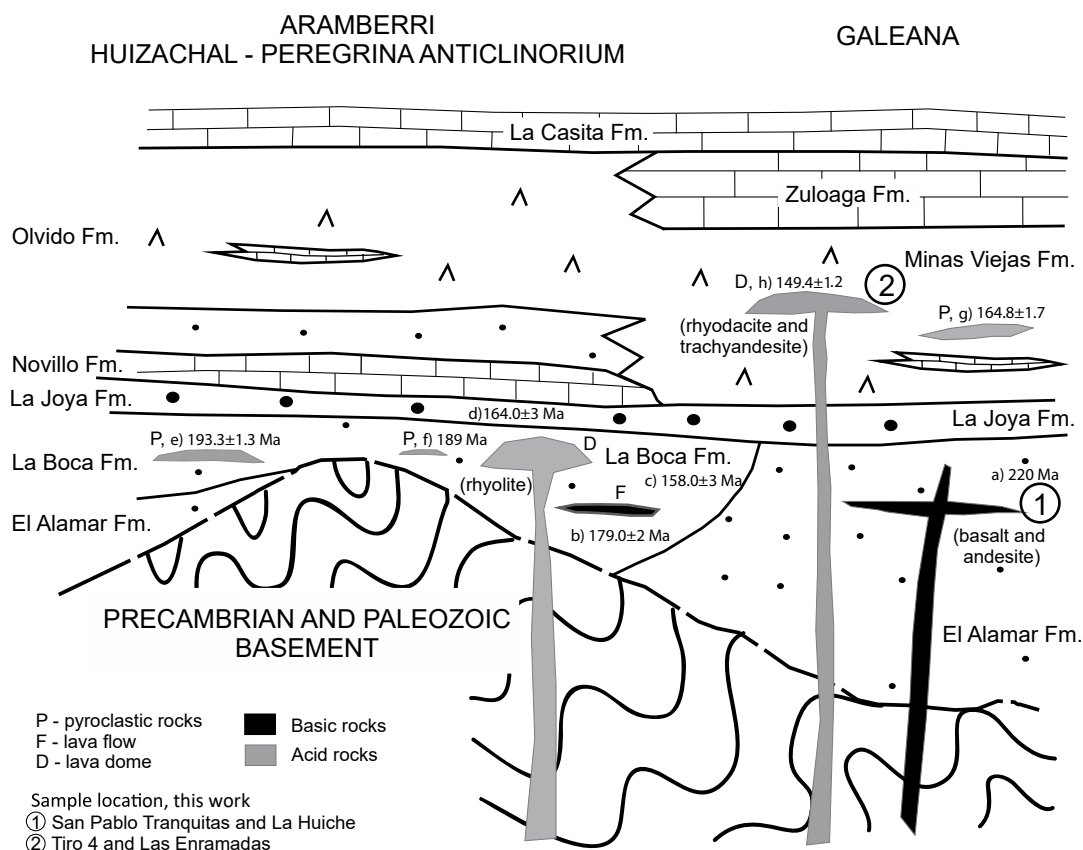 ARAMBERRI
HUIZACHAL - PEREGRINA ANTICLINORIUM
GALEANA
La Casita Fm.
Zuloaga Fm.
Olvido Fm.
Minas Viejas Fm.
D, h) 149.4±1.2
2
P, g) 164.8±1.7
(rhyodacite and
trachyandesite)
Novillo Fm.
La Joya Fm.
d)164.0±3 Ma
La Joya Fm.
P, e) 193.3±1.3 Ma
P, f) 189 Ma
D
La Boca Fm.
La Boca Fm.
(rhyolite)
c) 158.0±3 Ma
a) 220 Ma
F
1
El Alamar Fm.
b) 179.0±2 Ma
(basalt and
andesite)
PRECAMBRIAN AND PALEOZOIC
BASEMENT
El Alamar Fm.
P - pyroclastic rocks
F - lava flow
D - lava dome
Basic rocks
Acid rocks
Sample location, this work
1 San Pablo Tranquitas and La Huiche
2 Tiro 4 and Las Enramadas